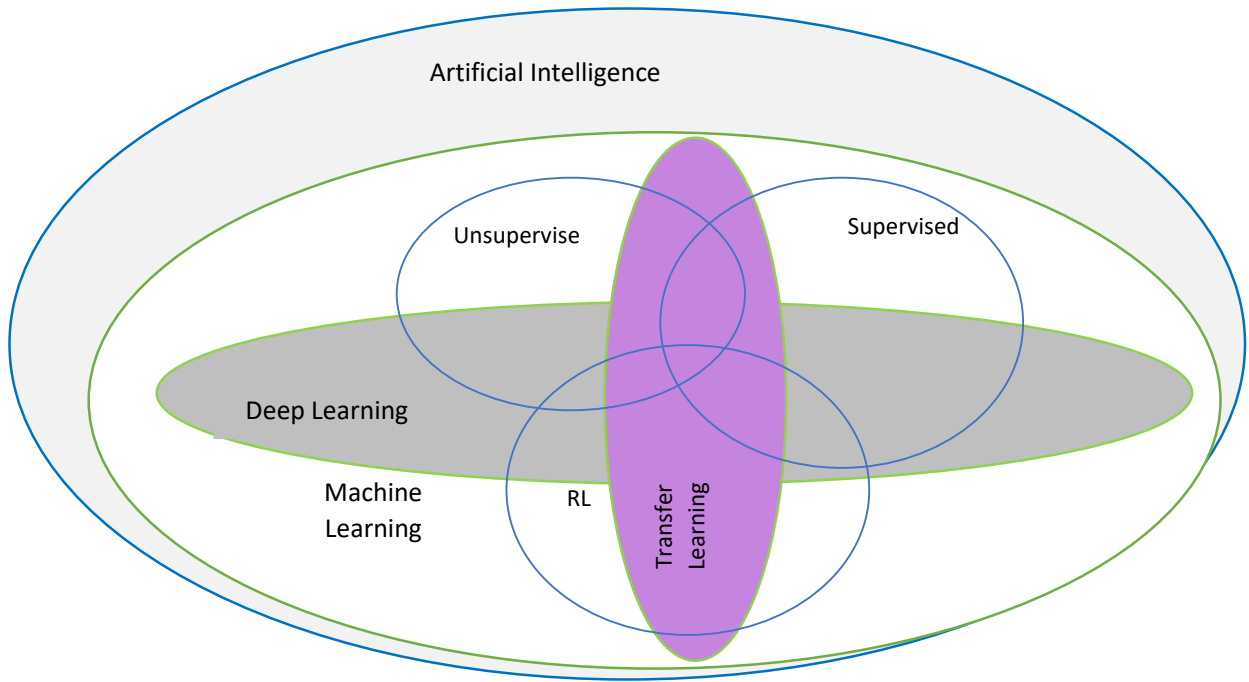 Artificial Intelligence
Unsupervise
Supervised
Deep Learning
Machine
Learning
RL
Transfer
Learning